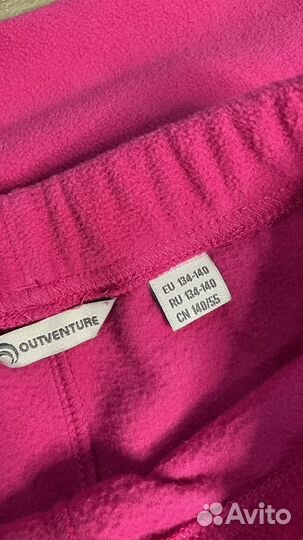 OUTVENTURE
EU 134-140
RU 134-140
CN 140/55
Avito